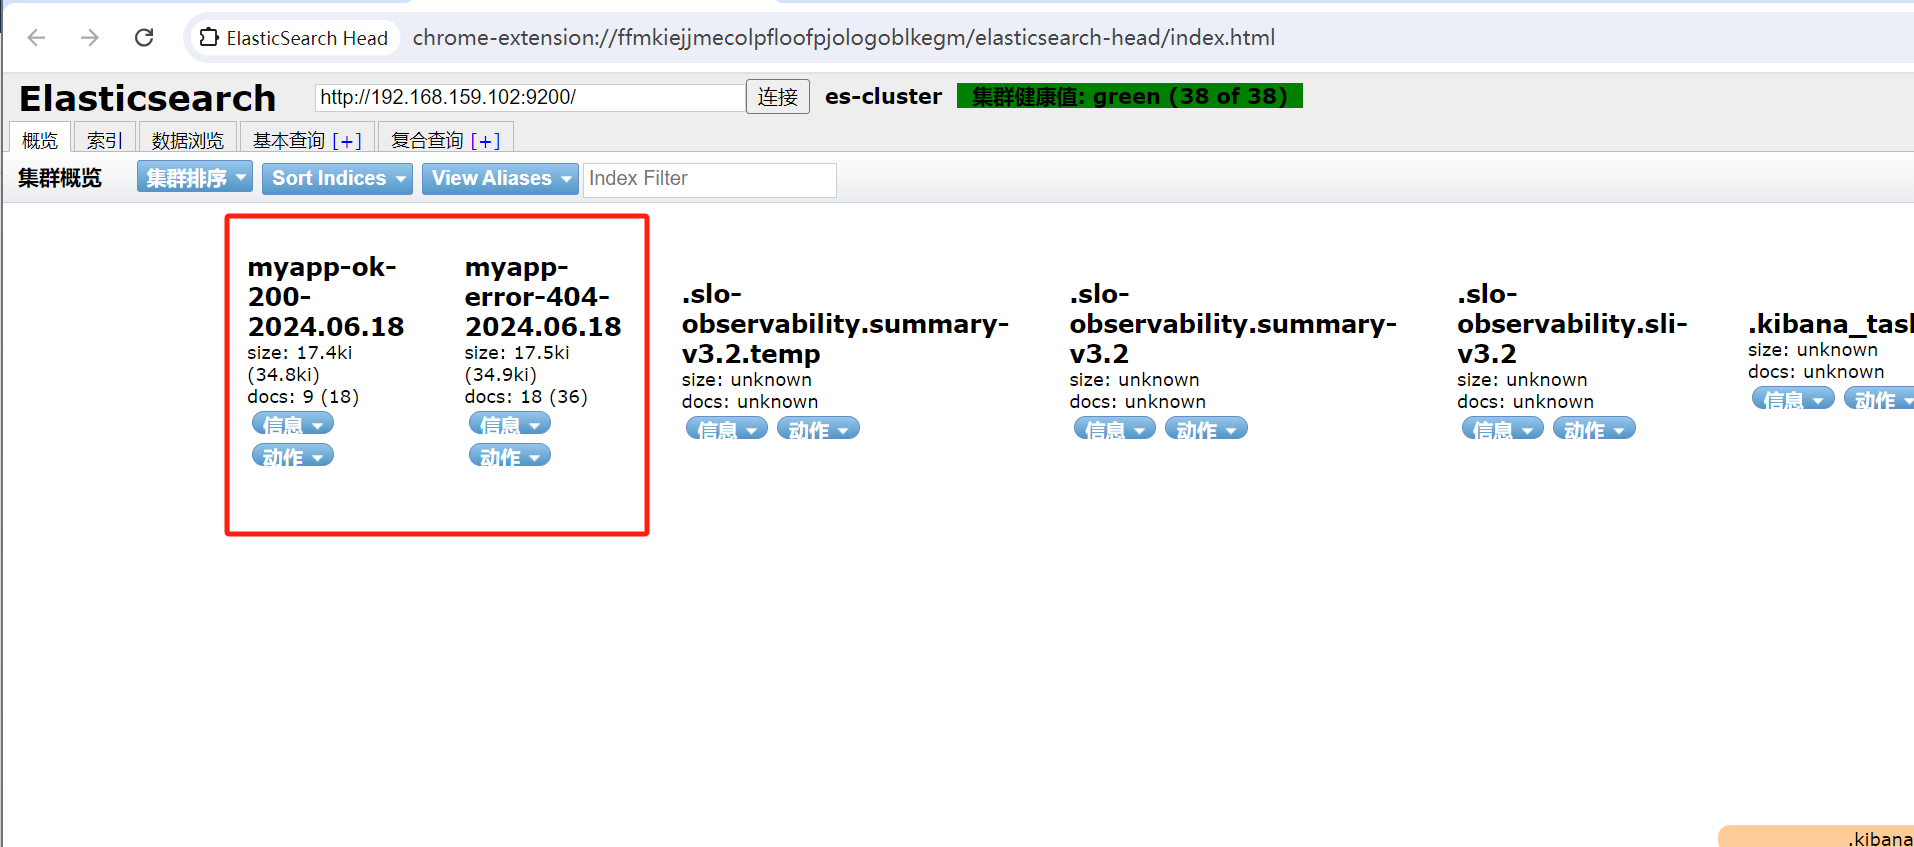 ElasticSearch Head chrome-extension://ffmkiejjmecolpfloofpjologoblkegm/elasticsearch-head/index.html
Elasticsearch http://192.168.159.102:9200/ 连接 es-cluster 集群健康值: green (38 of 38)
概览 索引 数据浏览 基本查询 [+] 复合查询 [+]
集群概览 集群排序 Sort Indices View Aliases Index Filter
myapp-ok-
200-
2024.06.18
size: 17.4ki
(34.8ki)
docs: 9 (18)
信息
动作
myapp-
error-404-
2024.06.18
size: 17.5ki
(34.9ki)
docs: 18 (36)
信息
动作
.slo-
observability.summary-
v3.2.temp
size: unknown
docs: unknown
信息 动作
.slo-
observability.summary-
v3.2
size: unknown
docs: unknown
信息 动作
.slo-
observability.sli-
v3.2
size: unknown
docs: unknown
信息 动作
.kibana_tas
size: unknown
docs: unknown
信息 动作
.kibana